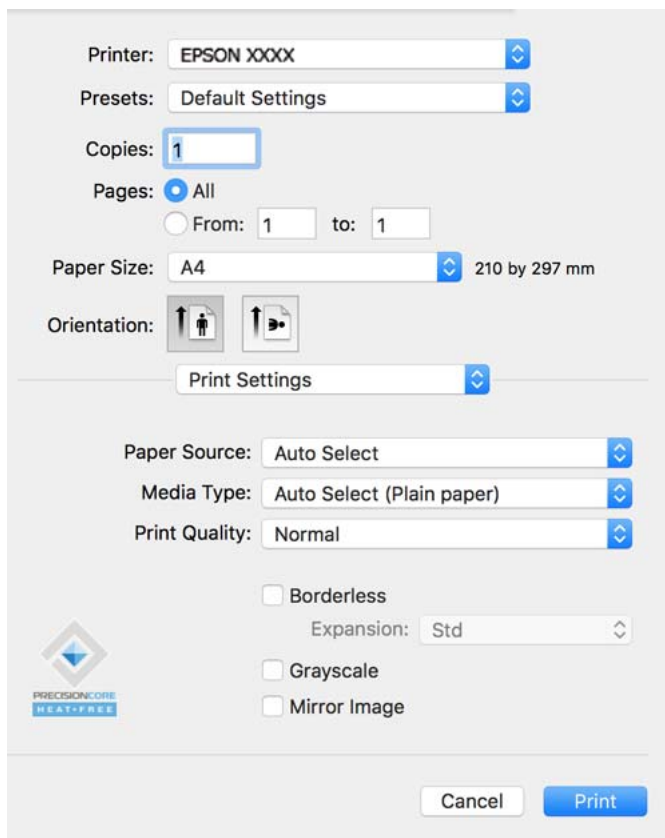 Printer: EPSON XXXX
Presets: Default Settings
Copies: 1
Pages: All
From: 1 to: 1
Paper Size: A4 210 by 297 mm
Orientation:
Print Settings
Paper Source: Auto Select
Media Type: Auto Select (Plain paper)
Print Quality: Normal
Borderless
Expansion: Std
Grayscale
PRECISIONCORE
HEAT-FREE
Mirror Image
Cancel Print